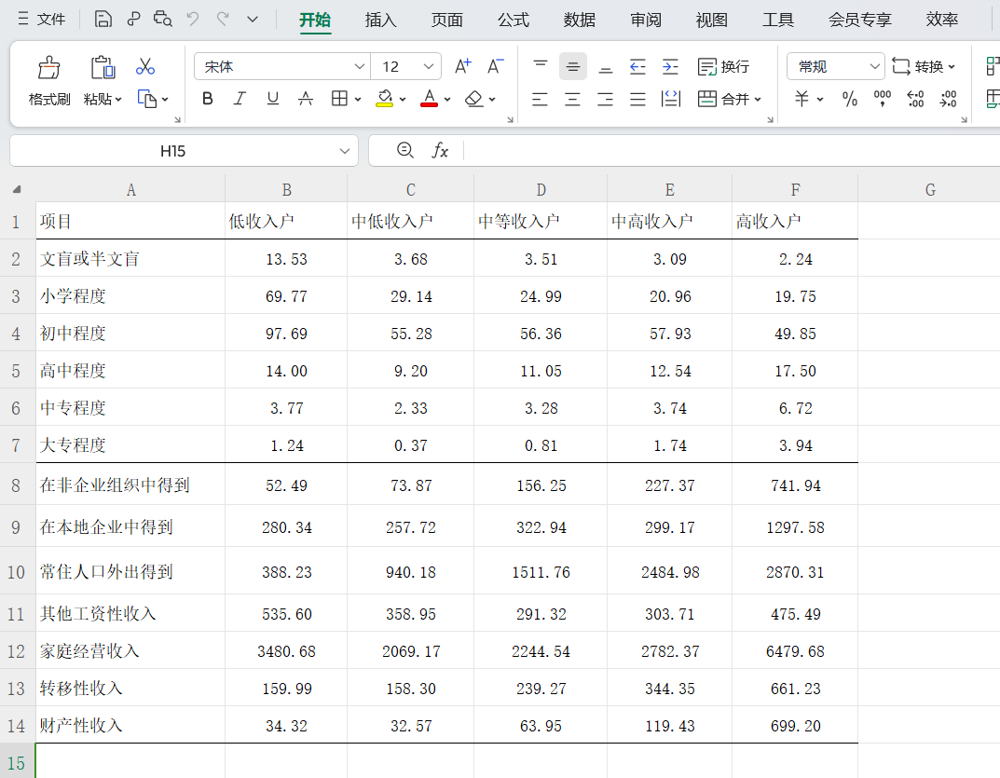 文件 开始 插入 页面 公式 数据 审阅 视图 工具 会员专享 效率
宋体 12 A+ A- 换行 常规 转换
格式刷 粘贴 B I U A A 合并 ¥ % 000 .00 .00
H15 fx
A B C D E F G
1 项目 低收入户 中低收入户 中等收入户 中高收入户 高收入户
2 文盲或半文盲 13.53 3.68 3.51 3.09 2.24
3 小学程度 69.77 29.14 24.99 20.96 19.75
4 初中程度 97.69 55.28 56.36 57.93 49.85
5 高中程度 14.00 9.20 11.05 12.54 17.50
6 中专程度 3.77 2.33 3.28 3.74 6.72
7 大专程度 1.24 0.37 0.81 1.74 3.94
8 在非企业组织中得到 52.49 73.87 156.25 227.37 741.94
9 在本地企业中得到 280.34 257.72 322.94 299.17 1297.58
10 常住人口外出得到 388.23 940.18 1511.76 2484.98 2870.31
11 其他工资性收入 535.60 358.95 291.32 303.71 475.49
12 家庭经营收入 3480.68 2069.17 2244.54 2782.37 6479.68
13 转移性收入 159.99 158.30 239.27 344.35 661.23
14 财产性收入 34.32 32.57 63.95 119.43 699.20
15